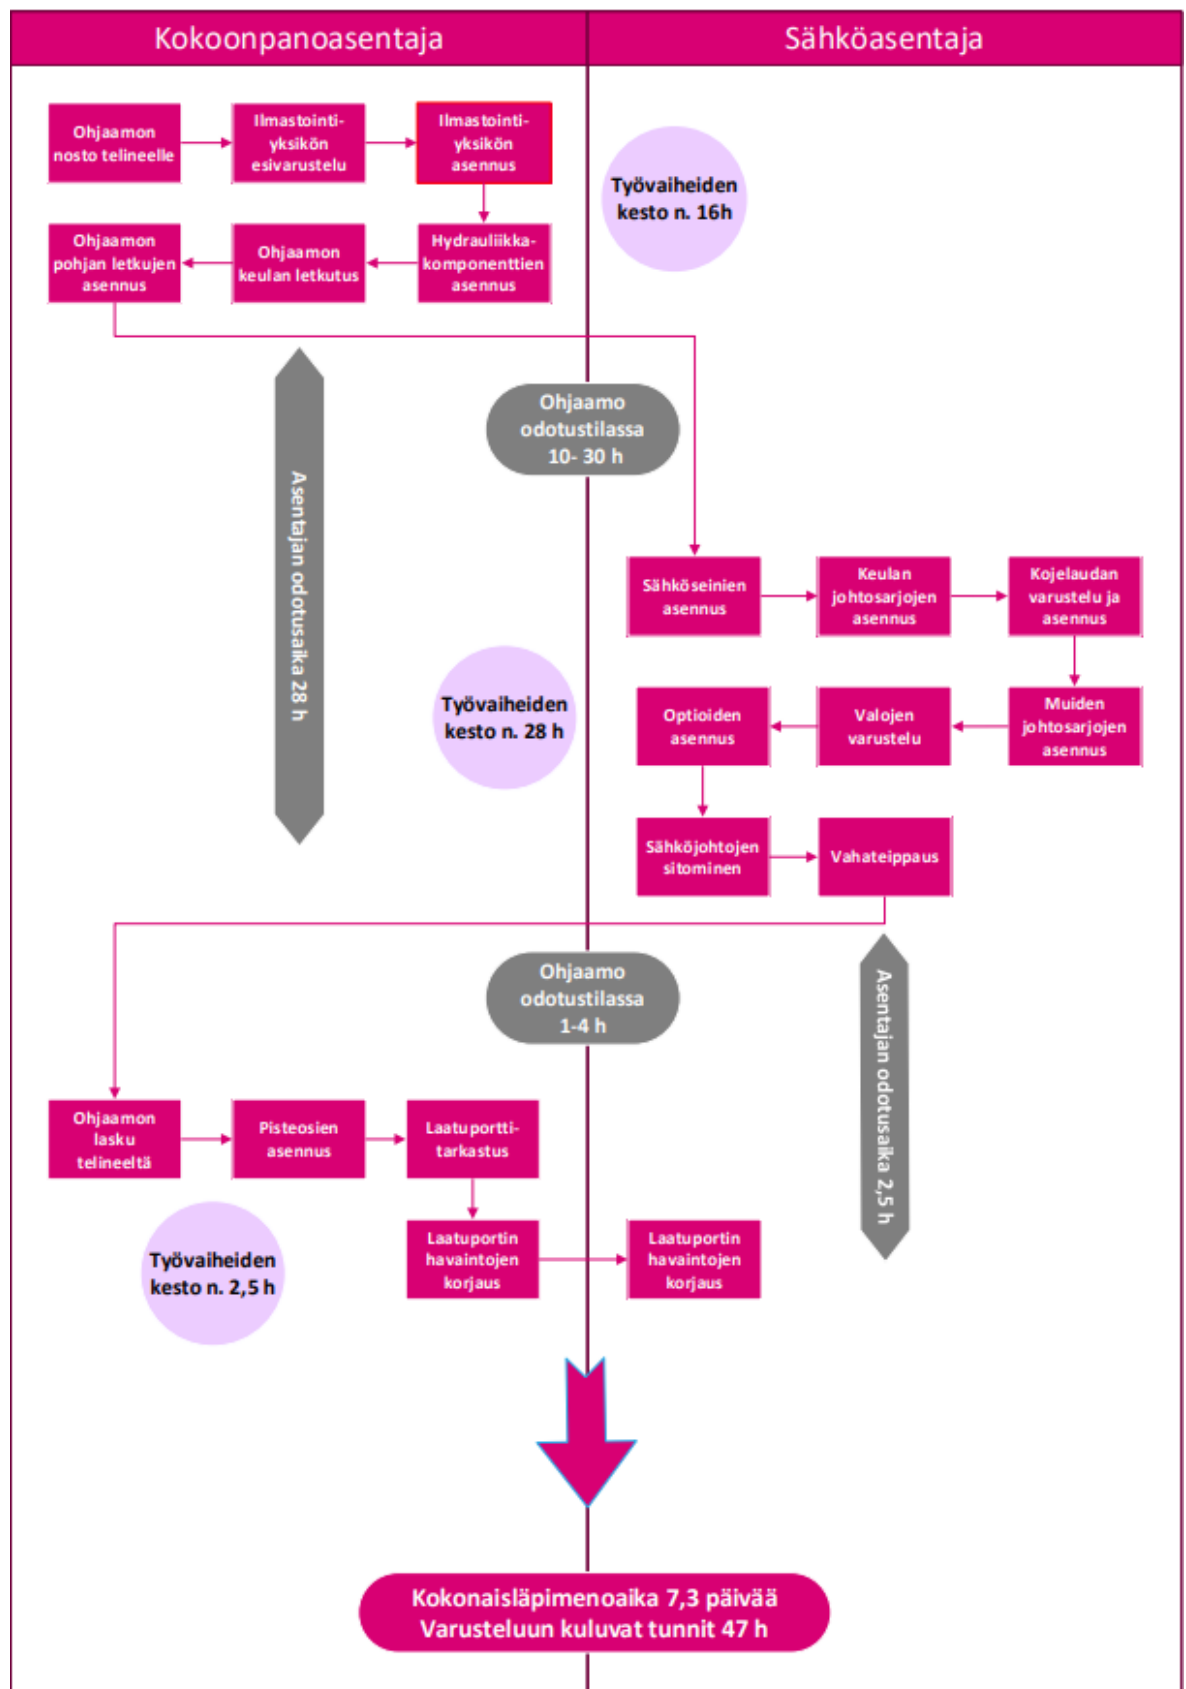 Kokoonpanoasentaja
Sähköasentaja
Ohjaamon
nosto telineelle
Ilmastointi-
yksikön
esivarustelu
Ilmastointi-
yksikön
asennus
Työvaiheiden
kesto n. 16h
Ohjaamon
pohjan letkujen
asennus
Ohjaamon
keulan letkutus
Hydrauliikka-
komponenttien
asennus
Ohjaamo
odotustilassa
10- 30 h
Asentajan odotusaika 28 h
Sähköseinien
asennus
Keulan
johtosarjojen
asennus
Kojelaudan
varustelu ja
asennus
Työvaiheiden
kesto n. 28 h
Optioiden
asennus
Valojen
varustelu
Muiden
johtosarjojen
asennus
Sähköjohtojen
sitominen
Vahateippaus
Ohjaamo
odotustilassa
1-4 h
Asentajan odotusaika 2,5 h
Ohjaamon
lasku
telineeltä
Pisteosien
asennus
Laatuportti-
tarkastus
Työvaiheiden
kesto n. 2,5 h
Laatuportin
havaintojen
korjaus
Laatuportin
havaintojen
korjaus
Kokonaisläpimenoaika 7,3 päivää
Varusteluun kuluvat tunnit 47 h